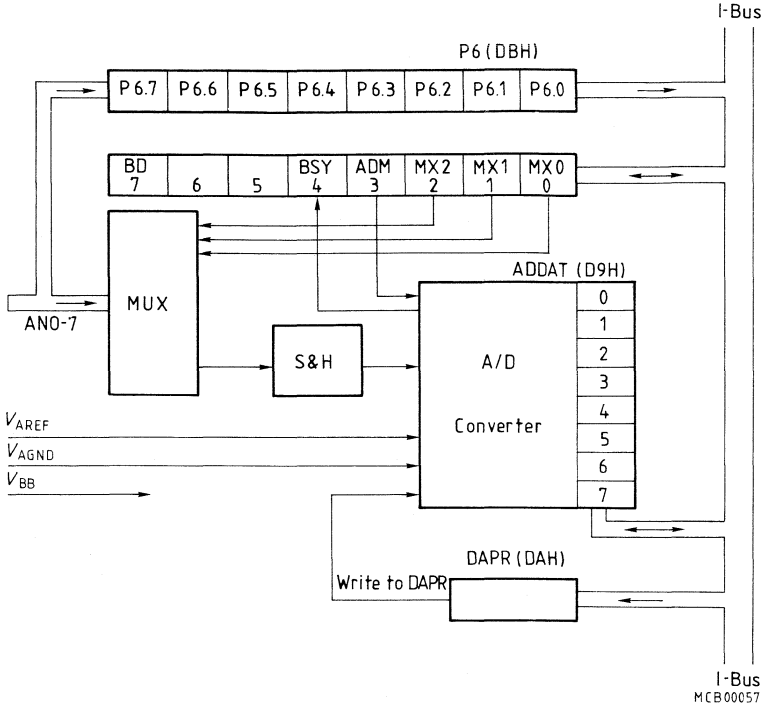 I-Bus
P6 (DBH)
P6.7 P6.6 P6.5 P6.4 P6.3 P6.2 P6.1 P6.0
BD BSY ADM MX2 MX1 MX0
7 6 5 4 3 2 1 0
ADDAT (D9H)
MUX
AN0-7
S&H
A/D
Converter
0
1
2
3
4
5
6
7
VAREF
VAGND
VBB
DAPR (DAH)
Write to DAPR
I-Bus
MCB00057